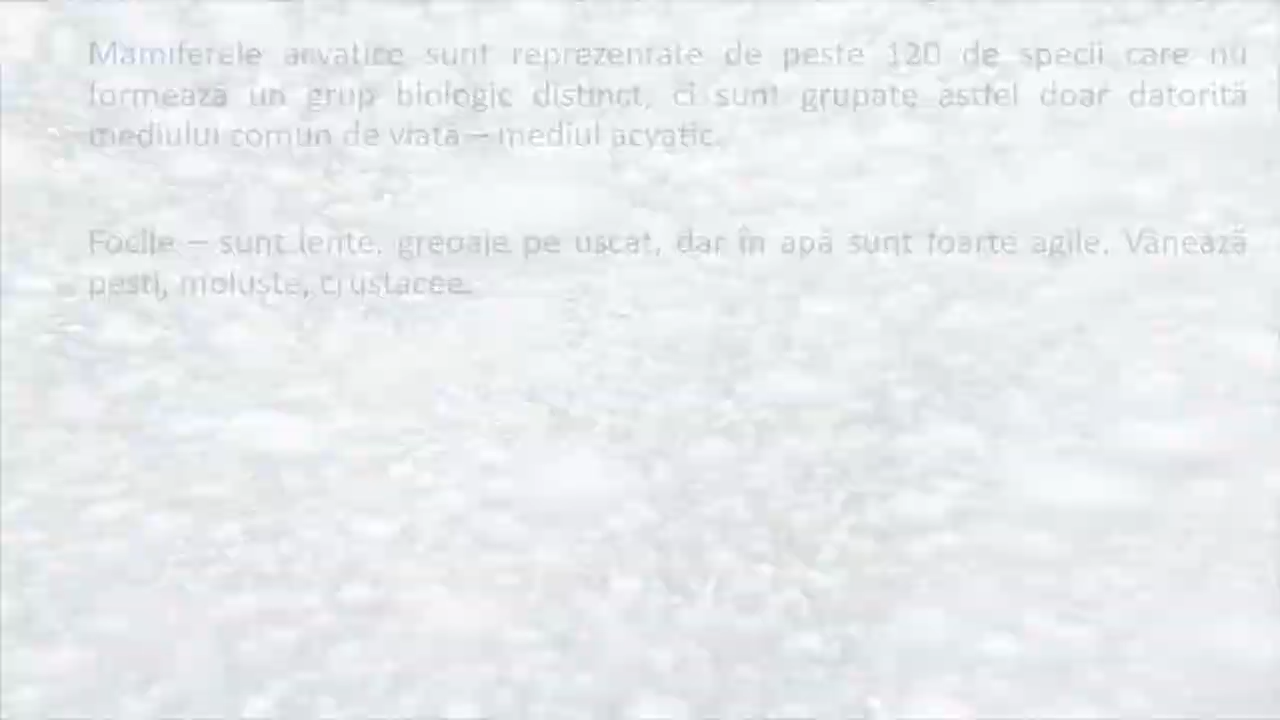 Mamiferele acvatice sunt reprezentate de peste 120 de specii care nu
formează un grup biologic distinct, ci sunt grupate astfel doar datorită
mediului comun de viață – mediul acvatic.
Focile – sunt lente, greoaie pe uscat, dar în apă sunt foarte agile. Vânează
pești, moluște, crustacee.